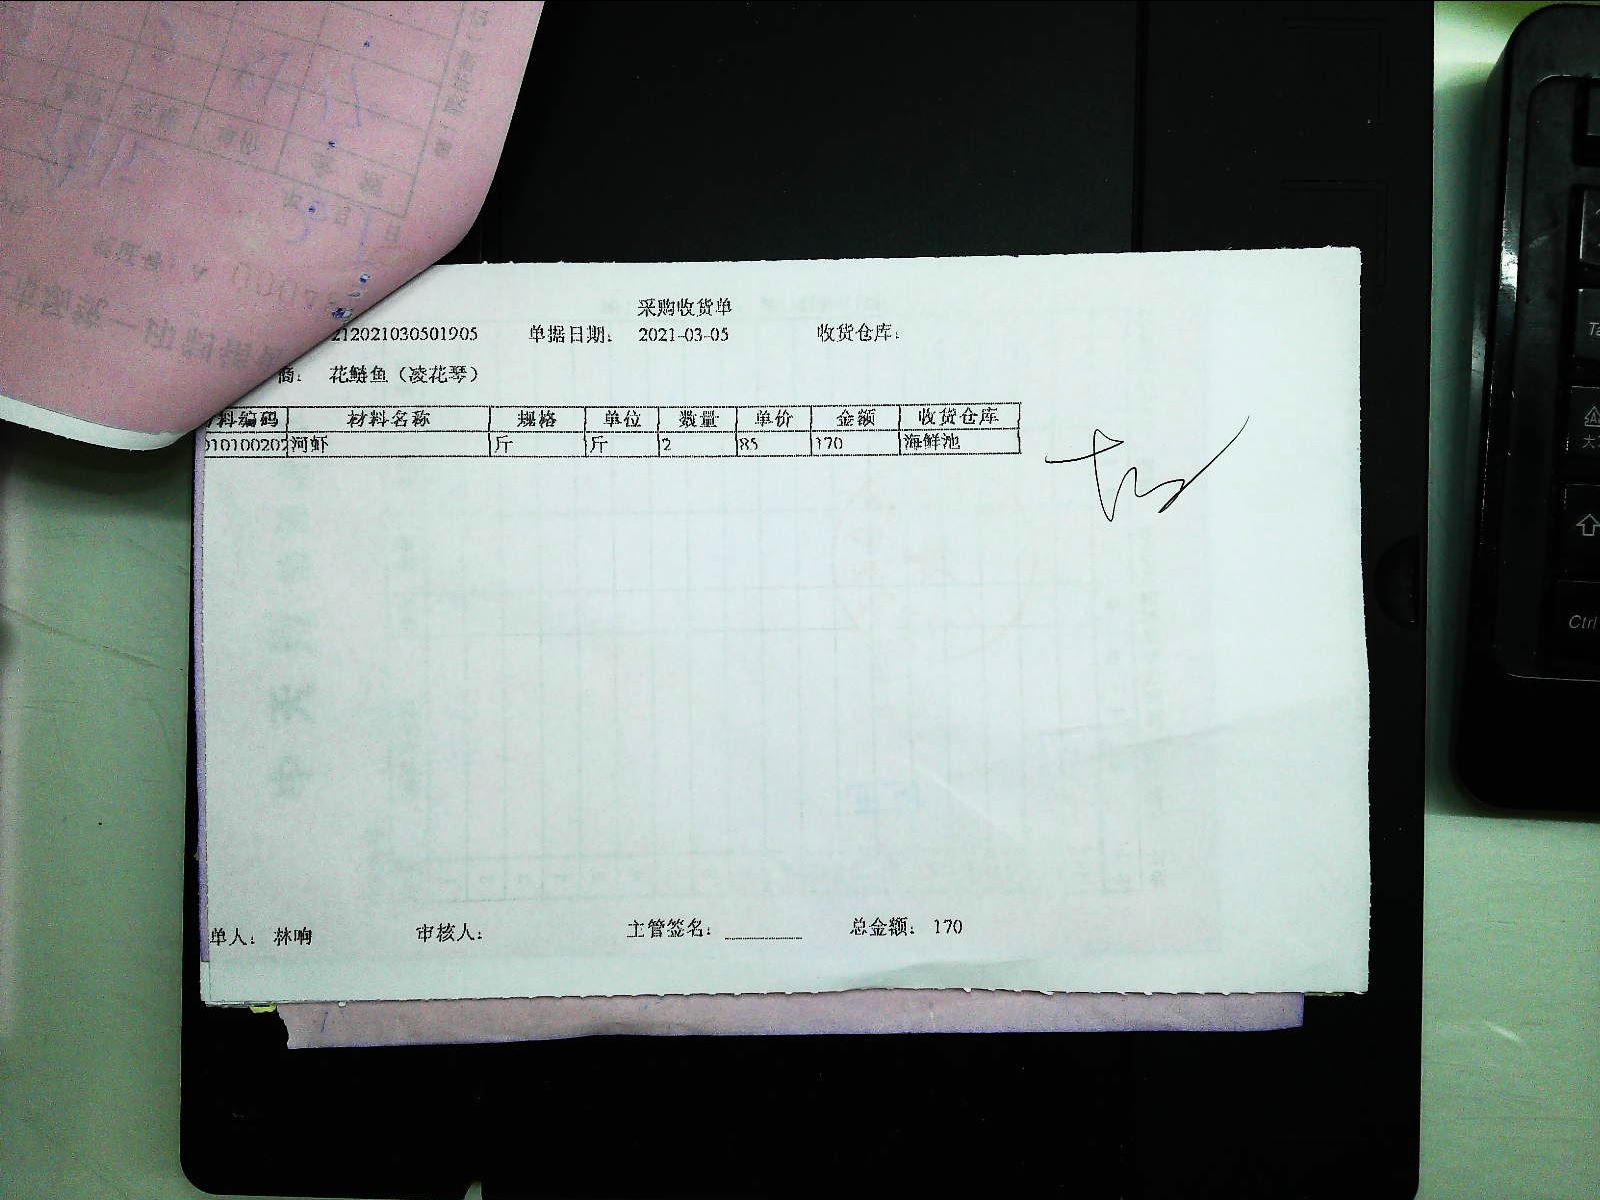 采购收货单
212021030501905 单据日期: 2021-03-05 收货仓库:
商: 花鲢鱼（凌花琴）
料编码 材料名称 规格 单位 数量 单价 金额 收货仓库
010100202 河虾 斤 斤 2 85 170 海鲜池
单人: 林响 审核人: 主管签名: 总金额: 170
Ctrl